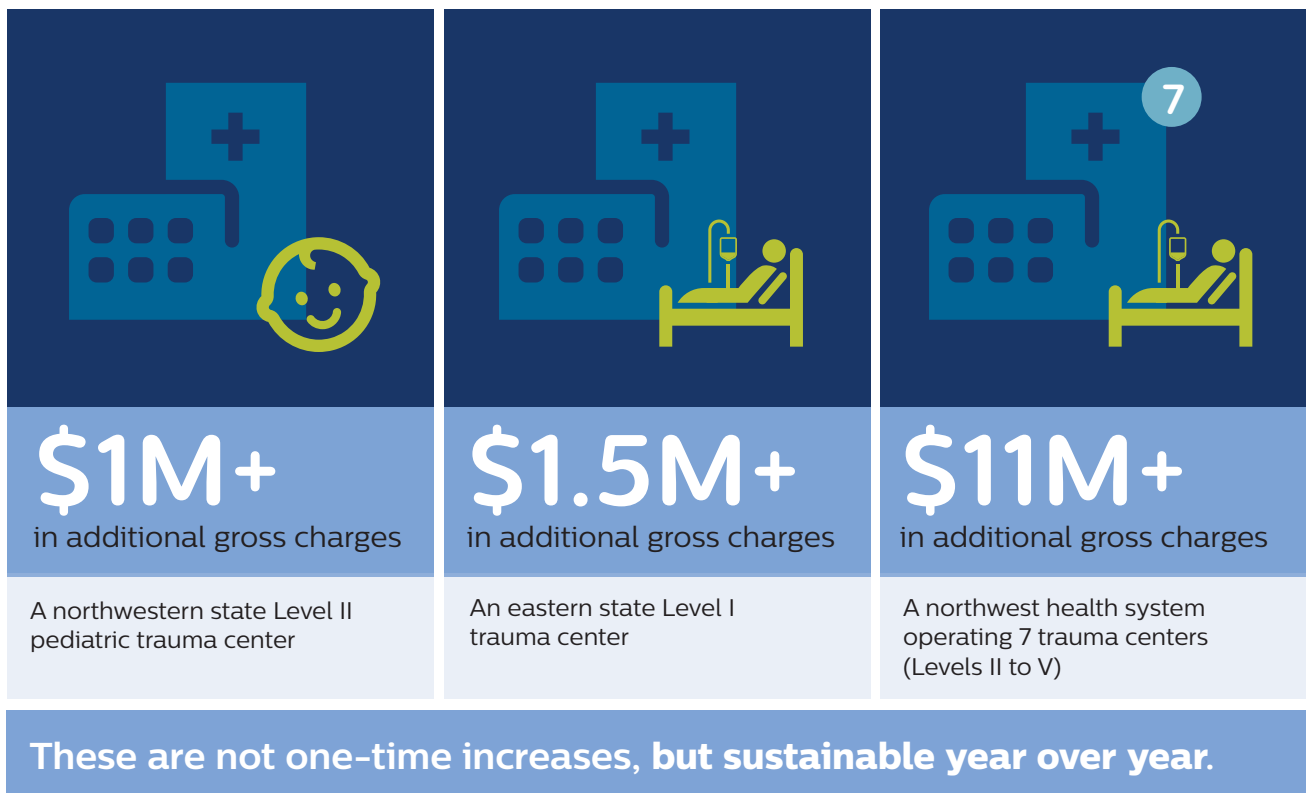 $1M+
in additional gross charges
A northwestern state Level II
pediatric trauma center
$1.5M+
in additional gross charges
An eastern state Level I
trauma center
7
$11M+
in additional gross charges
A northwest health system
operating 7 trauma centers
(Levels II to V)
These are not one-time increases, but sustainable year over year.